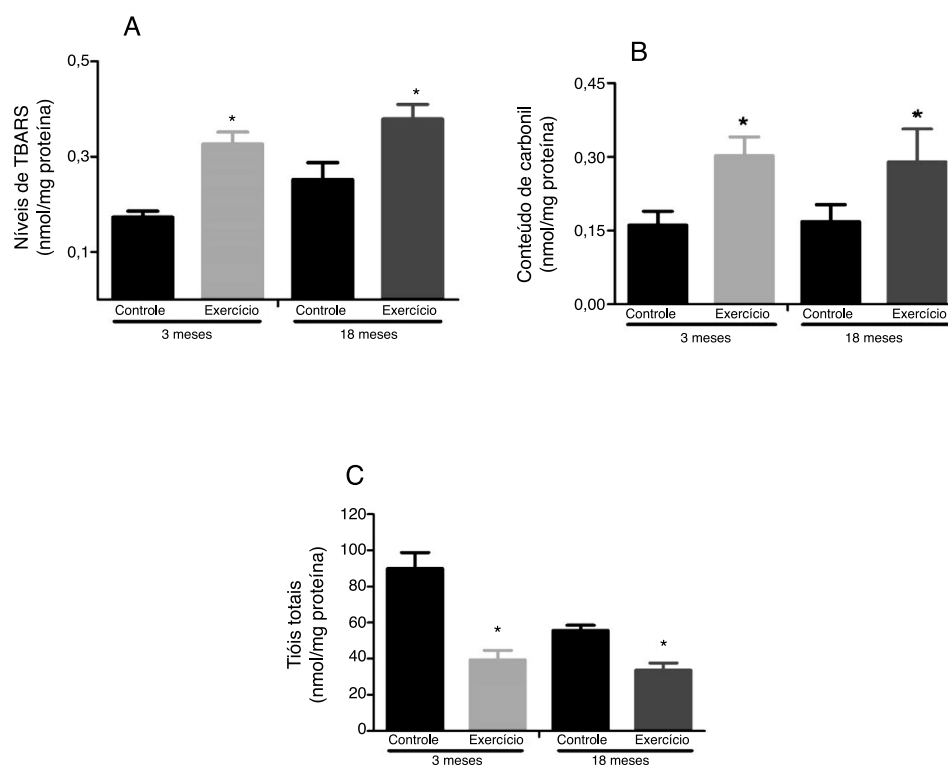 A
Níveis de TBARS
(nmol/mg proteína)
0,5
0,3
0,1
*
*
Controle
Exercício
Controle
Exercício
3 meses
18 meses
B
Conteúdo de carbonil
(nmol/mg proteína)
0,45
0,30
0,15
0,00
*
*
Controle
Exercício
Controle
Exercício
3 meses
18 meses
C
Tióis totais
(nmol/mg proteína)
120
100
80
60
40
20
0
*
*
Controle
Exercício
Controle
Exercício
3 meses
18 meses